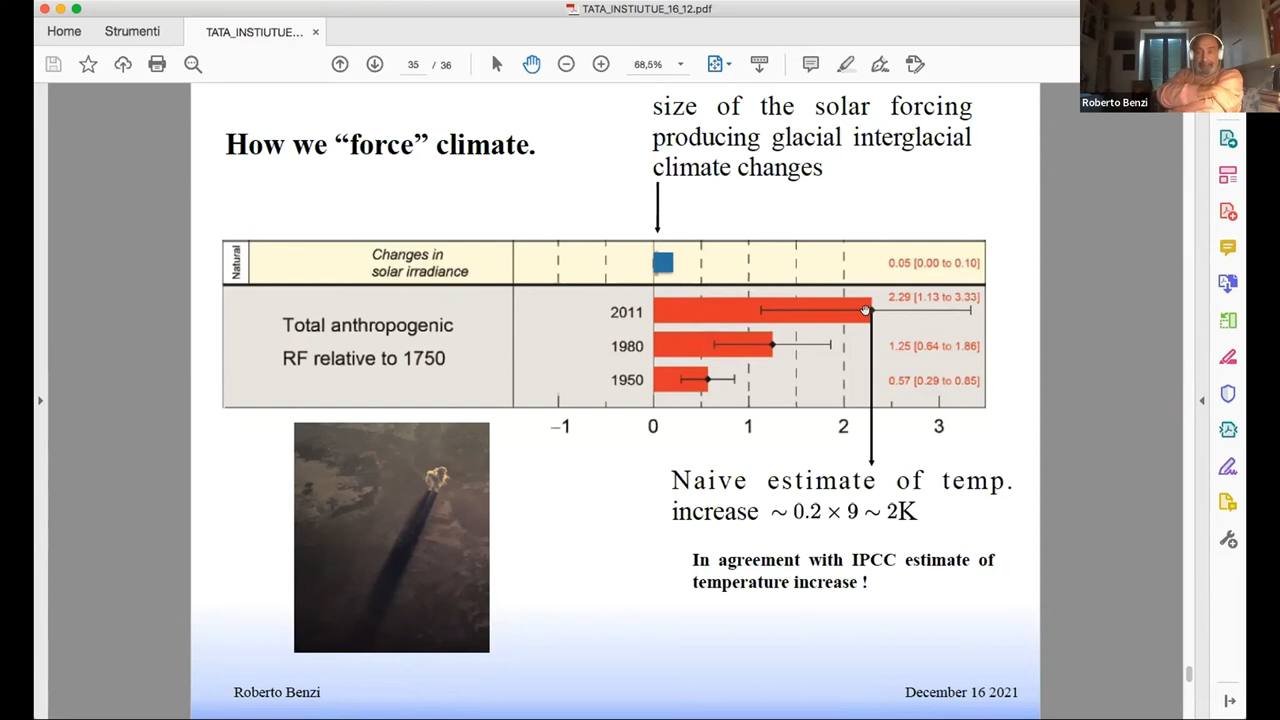 TATA_INSTIUTUE_16_12.pdf
Home
Strumenti
TATA_INSTIUTUE...
35 / 36
68,5%
Roberto Benzi
How we “force” climate.
size of the solar forcing
producing glacial interglacial
climate changes
Natural
Changes in
solar irradiance
0.05 [0.00 to 0.10]
Total anthropogenic
RF relative to 1750
2011
2.29 [1.13 to 3.33]
1980
1.25 [0.64 to 1.86]
1950
0.57 [0.29 to 0.85]
−1 0 1 2 3
Naive estimate of temp.
increase ∼ 0.2 × 9 ∼ 2K
In agreement with IPCC estimate of
temperature increase !
Roberto Benzi
December 16 2021